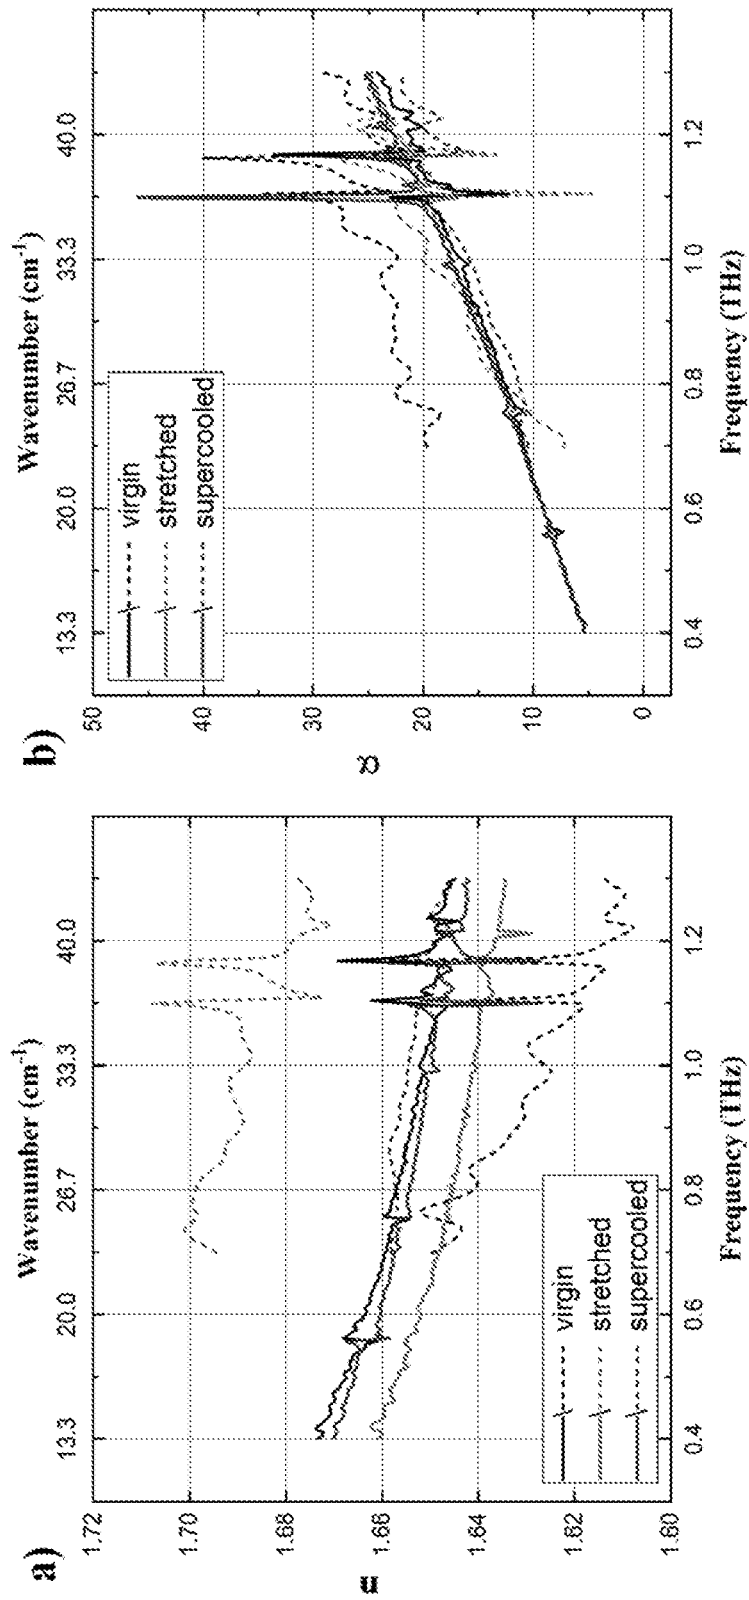 a)
Wavenumber (cm⁻¹)
13.3 20.0 26.7 33.3 40.0
1.72
1.70
1.68
1.66
1.64
1.62
1.60
n
virgin
stretched
supercooled
0.4 0.6 0.8 1.0 1.2
Frequency (THz)
b)
Wavenumber (cm⁻¹)
13.3 20.0 26.7 33.3 40.0
50
40
30
20
10
0
α
virgin
stretched
supercooled
0.4 0.6 0.8 1.0 1.2
Frequency (THz)